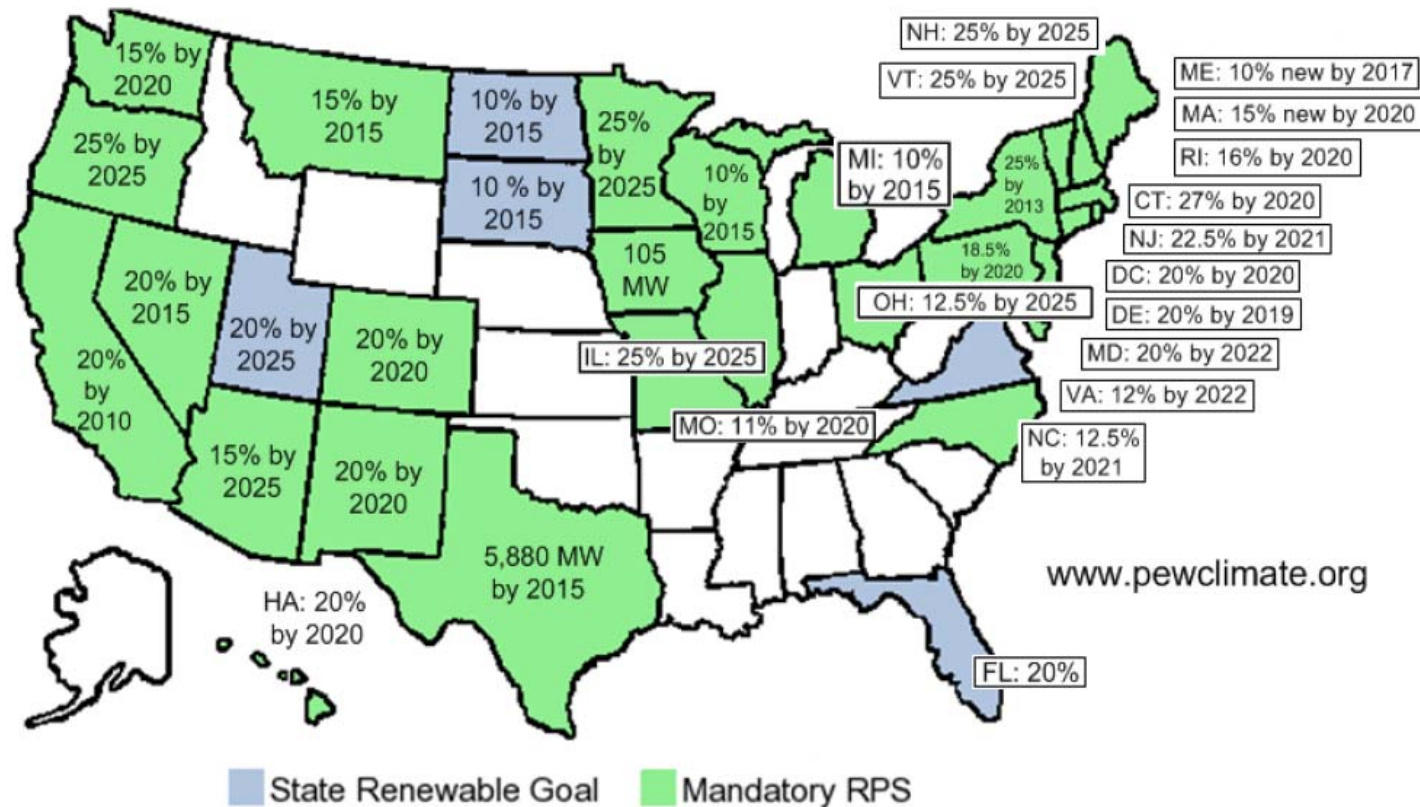 NH: 25% by 2025
VT: 25% by 2025
ME: 10% new by 2017
MA: 15% new by 2020
RI: 16% by 2020
CT: 27% by 2020
NJ: 22.5% by 2021
DC: 20% by 2020
DE: 20% by 2019
MD: 20% by 2022
VA: 12% by 2022
NC: 12.5%
by 2021
15% by
2020
25% by
2025
15% by
2015
10% by
2015
10 % by
2015
25%
by
2025
10%
by
2015
MI: 10%
by 2015
25%
by
2013
18.5%
by 2020
OH: 12.5% by 2025
105
MW
IL: 25% by 2025
MO: 11% by 2020
20%
by
2010
20% by
2015
20% by
2025
20% by
2020
15% by
2025
20% by
2020
5,880 MW
by 2015
HA: 20%
by 2020
FL: 20%
www.pewclimate.org
State Renewable Goal
Mandatory RPS